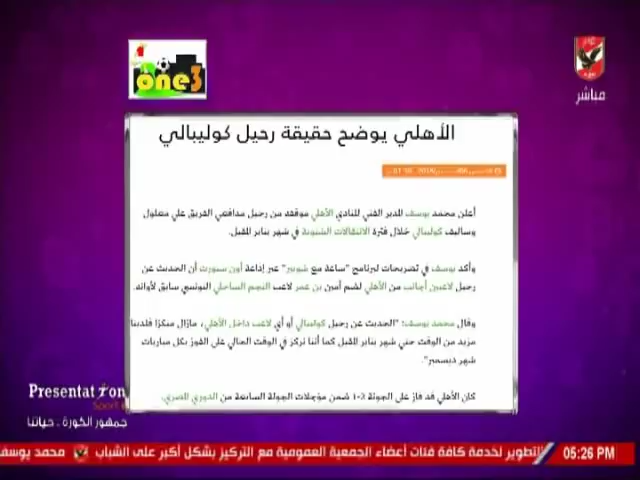 one3
مباشر
الأهلي يوضح حقيقة رحيل كوليبالي
أعلن محمد يوسف المدير الفني للنادي الأهلي موقفه من رحيل مدافعي الفريق علي معلول
وساليف كوليبالي خلال فترة الانتقالات الشتوية في شهر يناير المقبل.
وأكد يوسف في تصريحات لبرنامج "ساعة مع شوبير" عبر إذاعة أون سبورت أن الحديث عن
رحيل لاعبين أجانب من الأهلي لضم أمين بن عمر لاعب النجم الساحلي التونسي سابق لأوانه.
وقال محمد يوسف: "الحديث عن رحيل كوليبالي أو أي لاعب داخل الأهلي، مازال مبكرًا فلدينا
مزيد من الوقت حتي شهر يناير المقبل كما أننا نركز في الوقت الحالي على الفوز بكل مباريات
شهر ديسمبر".
كان الأهلي قد فاز على الجونة ضمن مؤجلات الجولة السابعة من الدوري المصري.
Presentation
Sport
جمهور الكورة . حياتنا
التطوير لخدمة كافة فئات أعضاء الجمعية العمومية مع التركيز بشكل أكبر على الشباب محمد يوسف
05:26 PM